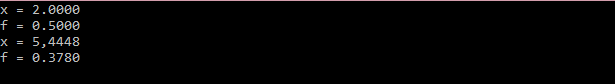 x = 2.0000
f = 0.5000
x = 5,4448
f = 0.3780